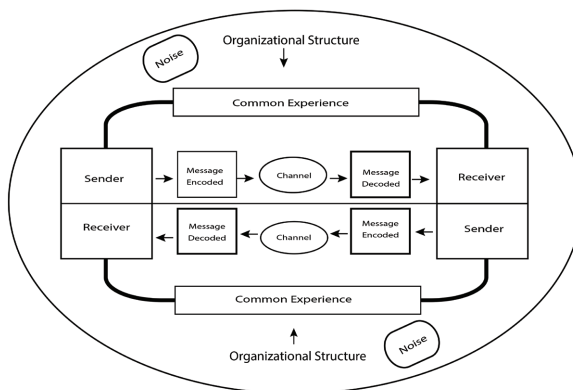 Noise
Organizational Structure
Common Experience
Sender
Message
Encoded
Channel
Message
Decoded
Receiver
Receiver
Message
Decoded
Channel
Message
Encoded
Sender
Common Experience
Organizational Structure
Noise